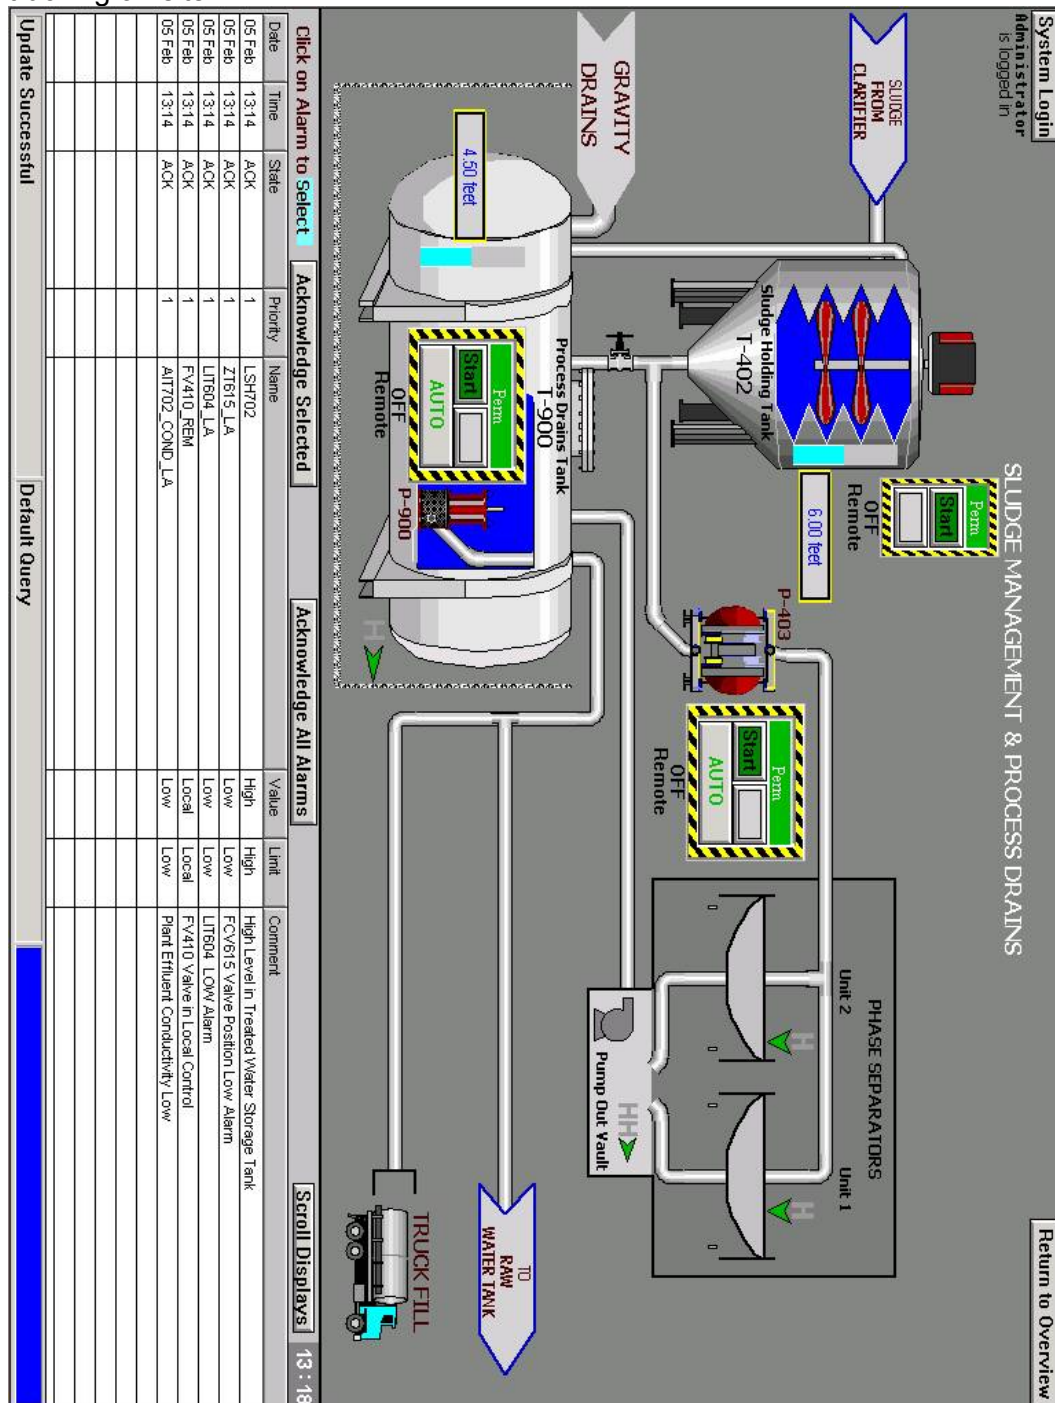 System Login
Administrator
is logged in
SLUDGE MANAGEMENT & PROCESS DRAINS
Return to Overview
SLUDGE
FROM
CLARIFIER
Sludge Holding Tank
T-402
Perm
Start
OFF
Remote
6.00 feet
P-403
Perm
Start
AUTO
OFF
Remote
PHASE SEPARATORS
Unit 2
Unit 1
H
H
Pump Out Vault
HH
GRAVITY
DRAINS
4.50 feet
Process Drains Tank
T-900
Perm
Start
AUTO
OFF
Remote
P-900
H
TO
RAW
WATER TANK
TRUCK FILL
Click on Alarm to Select Acknowledge Selected Acknowledge All Alarms Scroll Displays 13:18
Date Time State Priority Name Value Limit Comment
05 Feb 13:14 ACK 1 LSH702 High High High Level in Treated Water Storage Tank
05 Feb 13:14 ACK 1 ZT615_LA Low Low FCV615 Valve Position Low Alarm
05 Feb 13:14 ACK 1 LIT604_LA Low Low LIT604 LOW Alarm
05 Feb 13:14 ACK 1 FV410_REM Local Local FV410 Valve in Local Control
05 Feb 13:14 ACK 1 AIT702_COND_LA Low Low Plant Effluent Conductivity Low
Update Successful Default Query